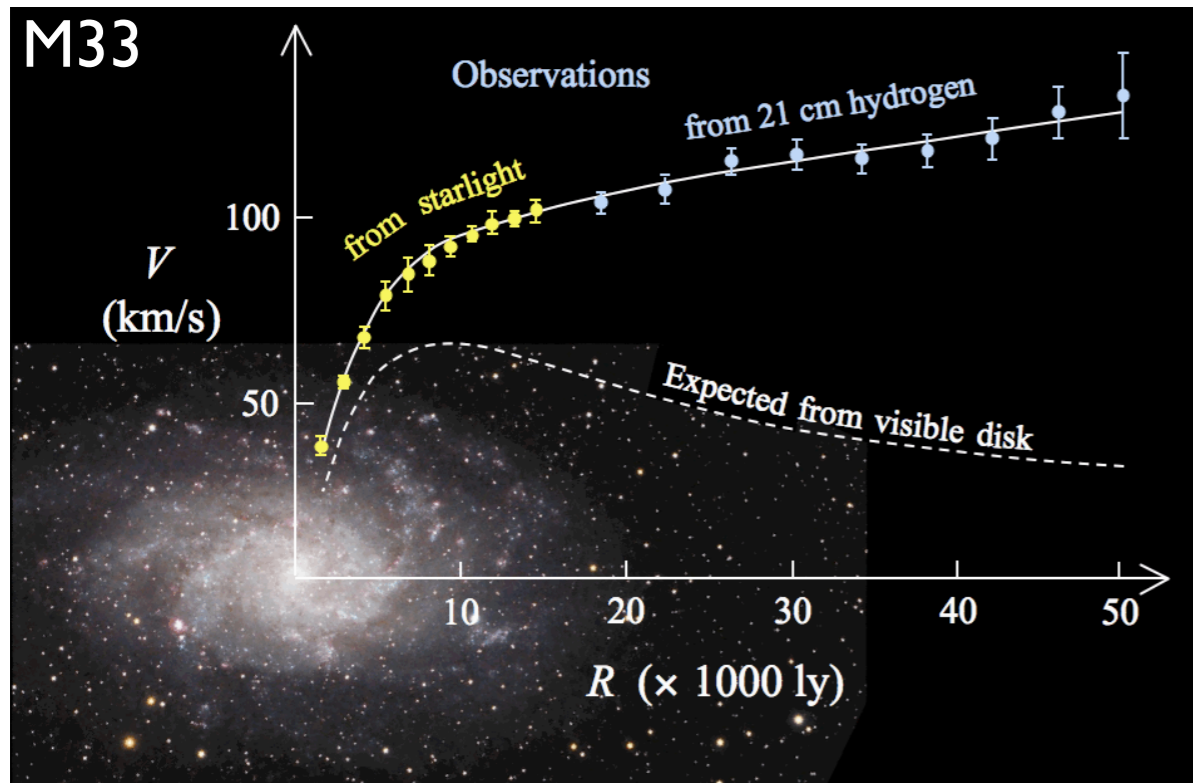 M33
Observations
from 21 cm hydrogen
from starlight
100
V
(km/s)
50
Expected from visible disk
10 20 30 40 50
R (× 1000 ly)